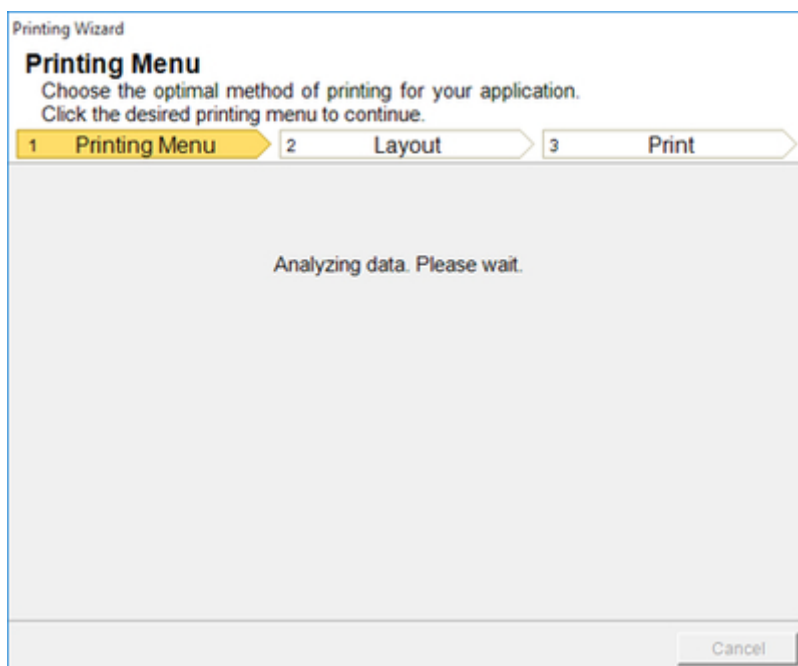 Printing Wizard
Printing Menu
Choose the optimal method of printing for your application.
Click the desired printing menu to continue.
1 Printing Menu 2 Layout 3 Print
Analyzing data. Please wait.
Cancel